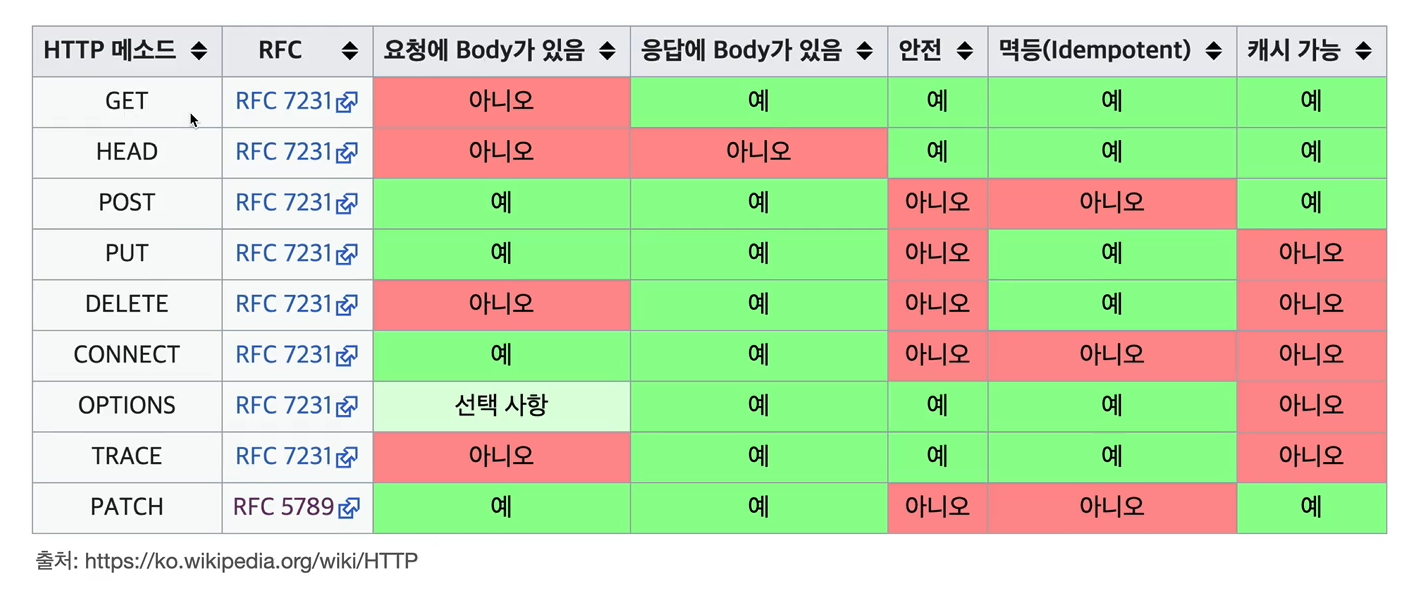 HTTP 메소드 RFC 요청에 Body가 있음 응답에 Body가 있음 안전 멱등(Idempotent) 캐시 가능
GET RFC 7231 아니오 예 예 예 예
HEAD RFC 7231 아니오 아니오 예 예 예
POST RFC 7231 예 예 아니오 아니오 예
PUT RFC 7231 예 예 아니오 예 아니오
DELETE RFC 7231 아니오 예 아니오 예 아니오
CONNECT RFC 7231 예 예 아니오 아니오 아니오
OPTIONS RFC 7231 선택 사항 예 예 예 아니오
TRACE RFC 7231 아니오 예 예 예 아니오
PATCH RFC 5789 예 예 아니오 아니오 예
출처: https://ko.wikipedia.org/wiki/HTTP